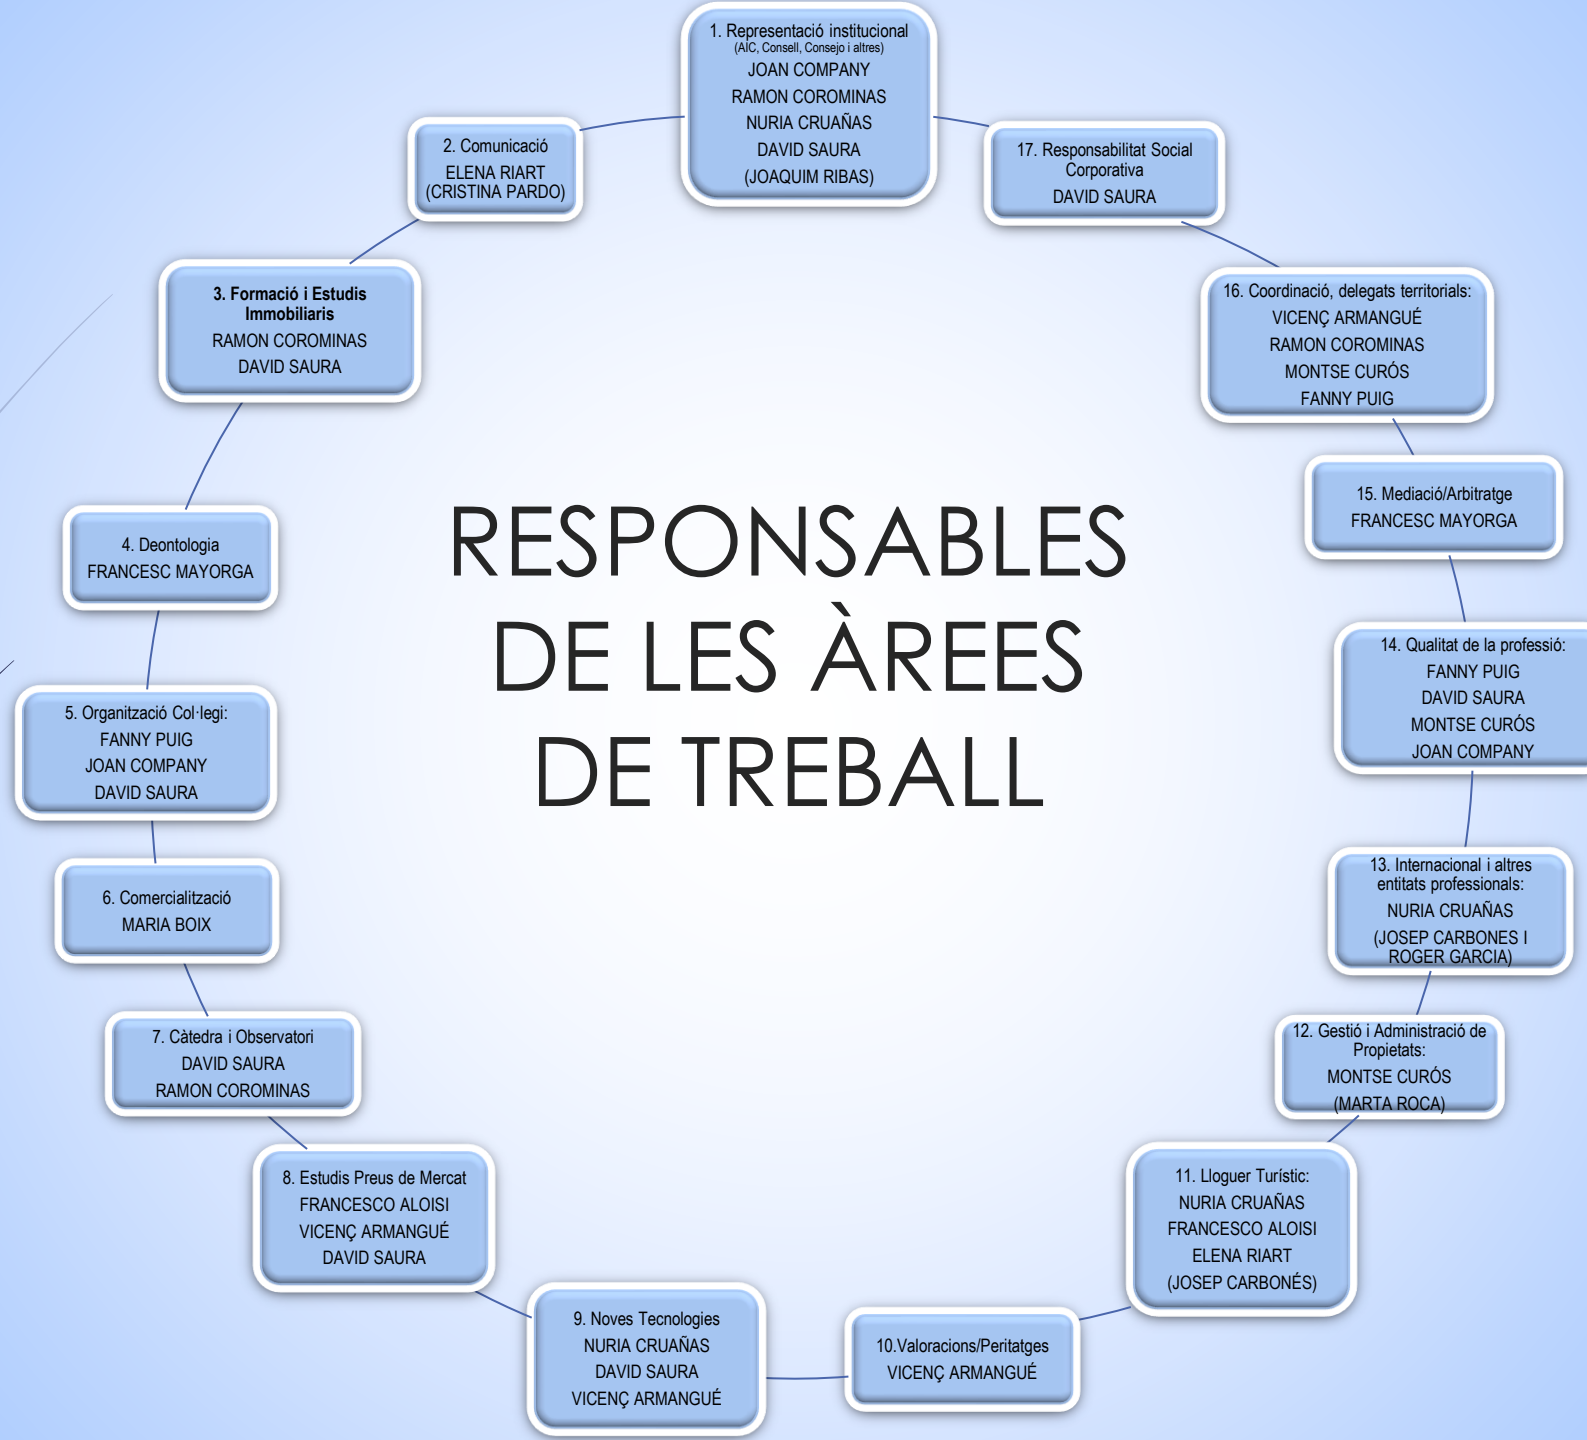 1. Representació institucional
(AIC, Consell, Consejo i altres)
JOAN COMPANY
RAMON COROMINAS
NURIA CRUAÑAS
DAVID SAURA
(JOAQUIM RIBAS)
2. Comunicació
ELENA RIART
(CRISTINA PARDO)
3. Formació i Estudis
Immobiliaris
RAMON COROMINAS
DAVID SAURA
4. Deontologia
FRANCESC MAYORGA
5. Organització Col·legi:
FANNY PUIG
JOAN COMPANY
DAVID SAURA
6. Comercialització
MARIA BOIX
7. Càtedra i Observatori
DAVID SAURA
RAMON COROMINAS
8. Estudis Preus de Mercat
FRANCESCO ALOISI
VICENÇ ARMANGUÉ
DAVID SAURA
9. Noves Tecnologies
NURIA CRUAÑAS
DAVID SAURA
VICENÇ ARMANGUÉ
10.Valoracions/Peritatges
VICENÇ ARMANGUÉ
11. Lloguer Turístic:
NURIA CRUAÑAS
FRANCESCO ALOISI
ELENA RIART
(JOSEP CARBONÉS)
12. Gestió i Administració de
Propietats:
MONTSE CURÓS
(MARTA ROCA)
13. Internacional i altres
entitats professionals:
NURIA CRUAÑAS
(JOSEP CARBONES I
ROGER GARCIA)
14. Qualitat de la professió:
FANNY PUIG
DAVID SAURA
MONTSE CURÓS
JOAN COMPANY
15. Mediació/Arbitratge
FRANCESC MAYORGA
16. Coordinació, delegats territorials:
VICENÇ ARMANGUÉ
RAMON COROMINAS
MONTSE CURÓS
FANNY PUIG
17. Responsabilitat Social
Corporativa
DAVID SAURA
RESPONSABLES
DE LES ÀREES
DE TREBALL